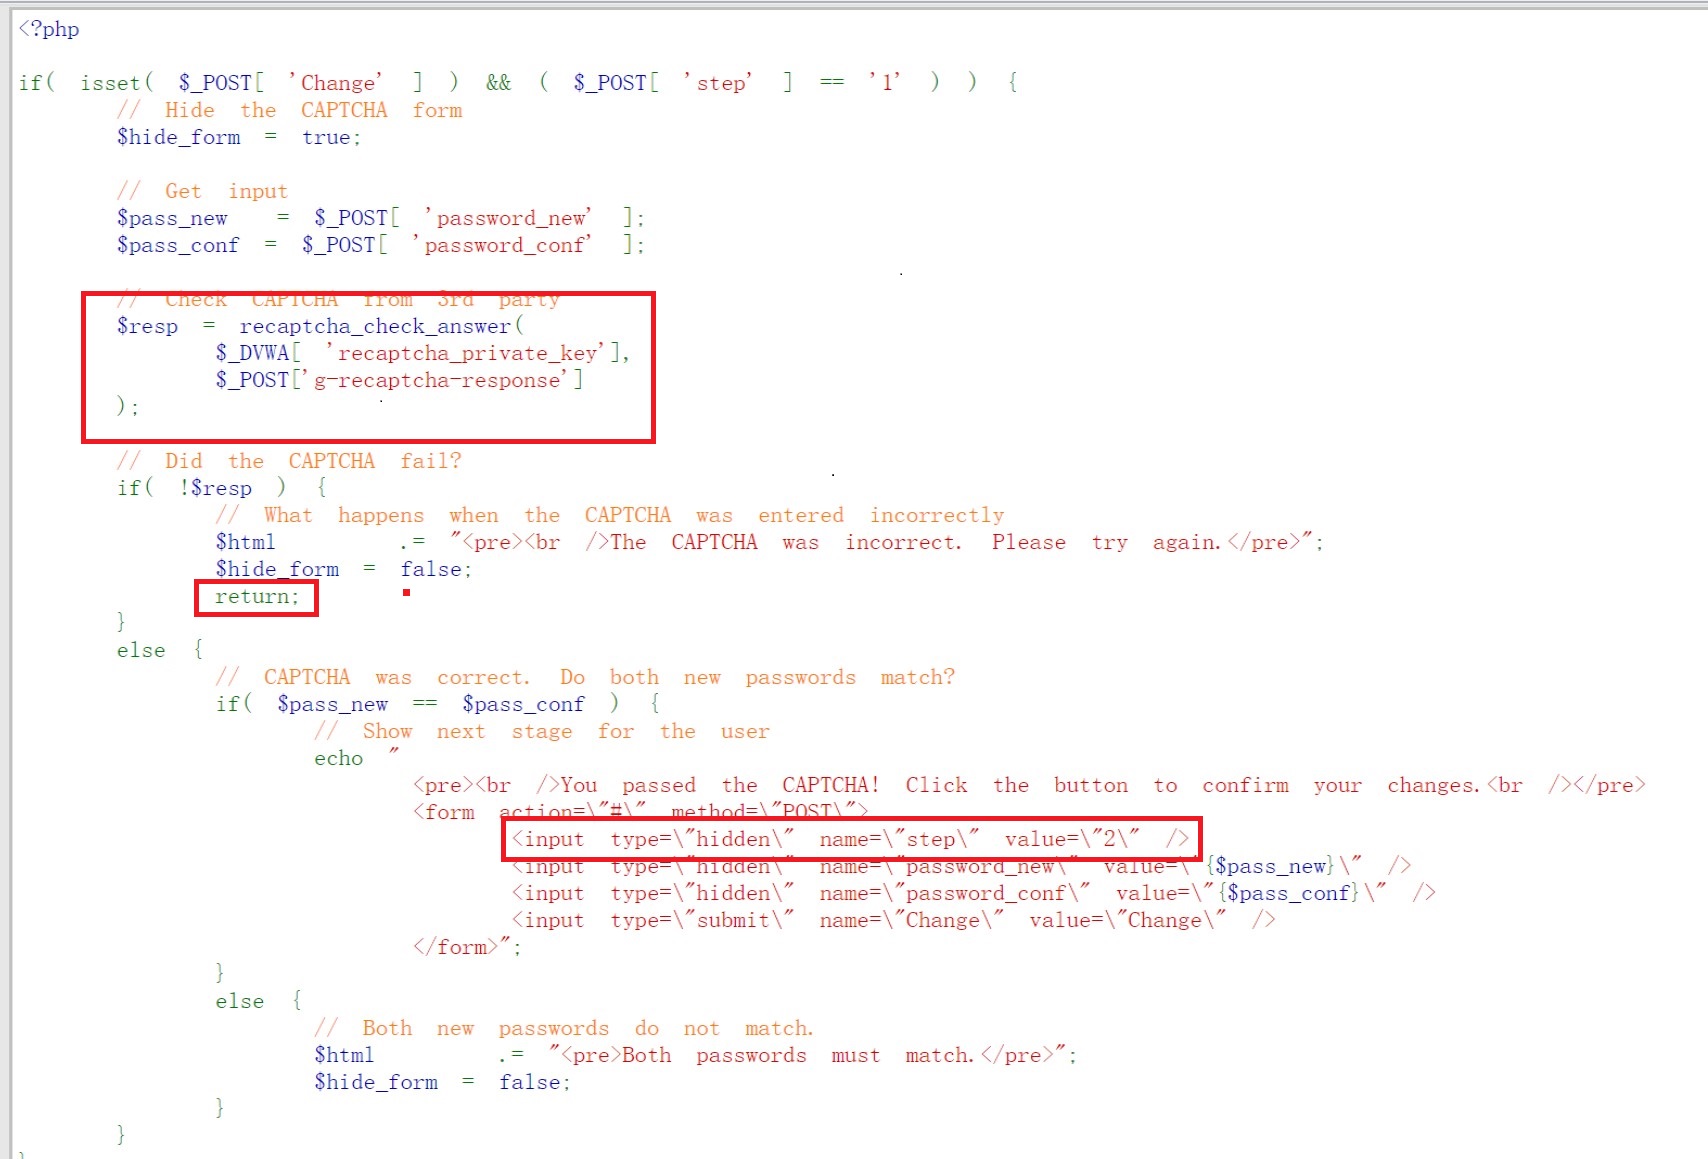 <?php
if( isset( $_POST[ 'Change' ] ) && ( $_POST[ 'step' ] == '1' ) ) {
// Hide the CAPTCHA form
$hide_form = true;
// Get input
$pass_new = $_POST[ 'password_new' ];
$pass_conf = $_POST[ 'password_conf' ];
// Check CAPTCHA from 3rd party
$resp = recaptcha_check_answer(
$_DVWA[ 'recaptcha_private_key'],
$_POST['g-recaptcha-response']
);
// Did the CAPTCHA fail?
if( !$resp ) {
// What happens when the CAPTCHA was entered incorrectly
$html .= "<pre><br />The CAPTCHA was incorrect. Please try again.</pre>";
$hide_form = false;
return;
}
else {
// CAPTCHA was correct. Do both new passwords match?
if( $pass_new == $pass_conf ) {
// Show next stage for the user
echo "
<pre><br />You passed the CAPTCHA! Click the button to confirm your changes.<br /></pre>
<form action=\"#\" method=\"POST\">
<input type=\"hidden\" name=\"step\" value=\"2\" />
<input type=\"hidden\" name=\"password_new\" value=\"{$pass_new}\" />
<input type=\"hidden\" name=\"password_conf\" value=\"{$pass_conf}\" />
<input type=\"submit\" name=\"Change\" value=\"Change\" />
</form>";
}
else {
// Both new passwords do not match.
$html .= "<pre>Both passwords must match.</pre>";
$hide_form = false;
}
}
}